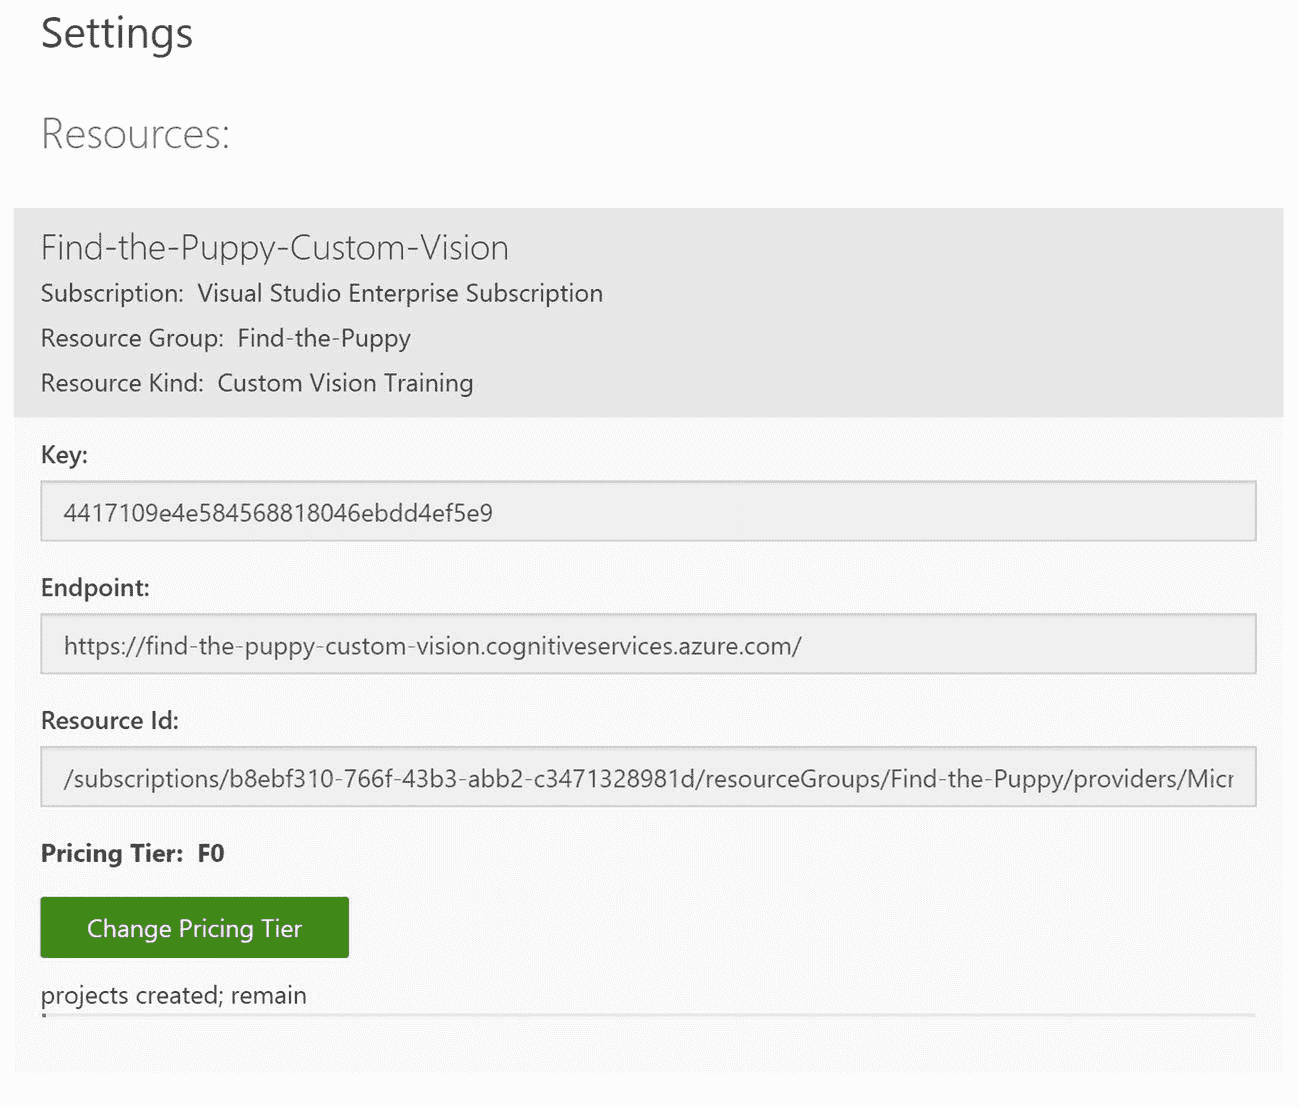 Settings
Resources:
Find-the-Puppy-Custom-Vision
Subscription: Visual Studio Enterprise Subscription
Resource Group: Find-the-Puppy
Resource Kind: Custom Vision Training
Key:
4417109e4e584568818046ebdd4ef5e9
Endpoint:
https://find-the-puppy-custom-vision.cognitiveservices.azure.com/
Resource Id:
/subscriptions/b8ebf310-766f-43b3-abb2-c3471328981d/resourceGroups/Find-the-Puppy/providers/Micr
Pricing Tier: F0
Change Pricing Tier
projects created; remain